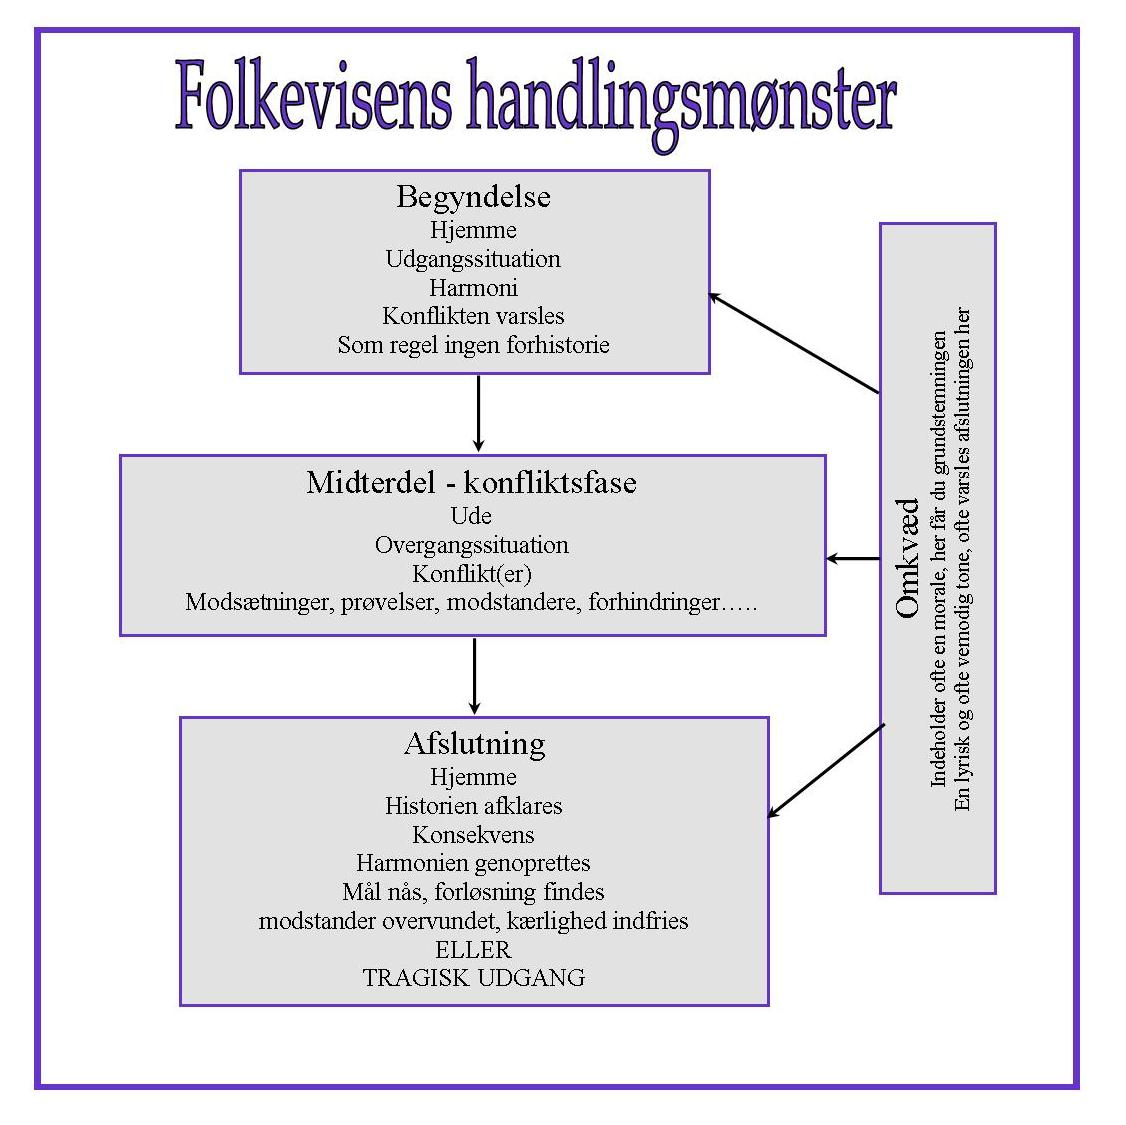 Folkevisens handlingsmønster
Begyndelse
Hjemme
Udgangssituation
Harmoni
Konflikten varsles
Som regel ingen forhistorie
Midterdel - konfliktsfase
Ude
Overgangssituation
Konflikt(er)
Modsætninger, prøvelser, modstandere, forhindringer…..
Afslutning
Hjemme
Historien afklares
Konsekvens
Harmonien genoprettes
Mål nås, forløsning findes
modstander overvundet, kærlighed indfries
ELLER
TRAGISK UDGANG
Omkvæd
Indeholder ofte en morale, her får du grundstemningen
En lyrisk og ofte vemodig tone, ofte varsles afslutningen her